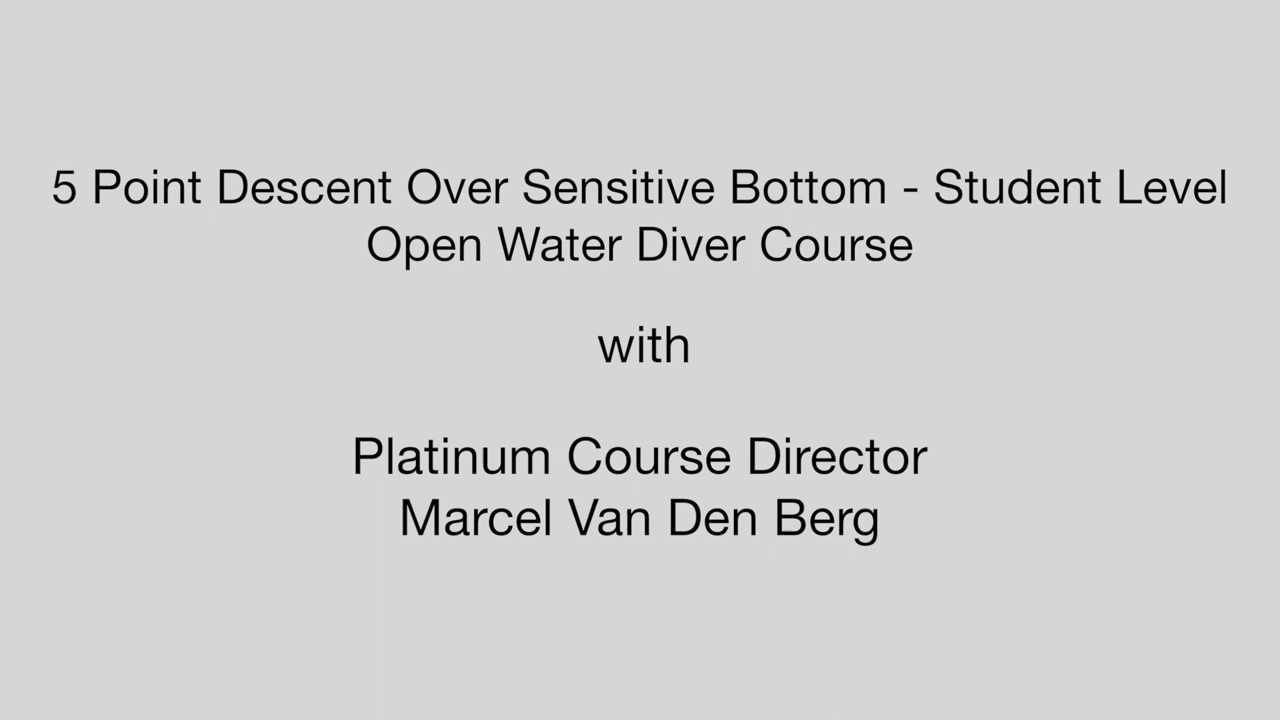 5 Point Descent Over Sensitive Bottom - Student Level
Open Water Diver Course
with
Platinum Course Director
Marcel Van Den Berg